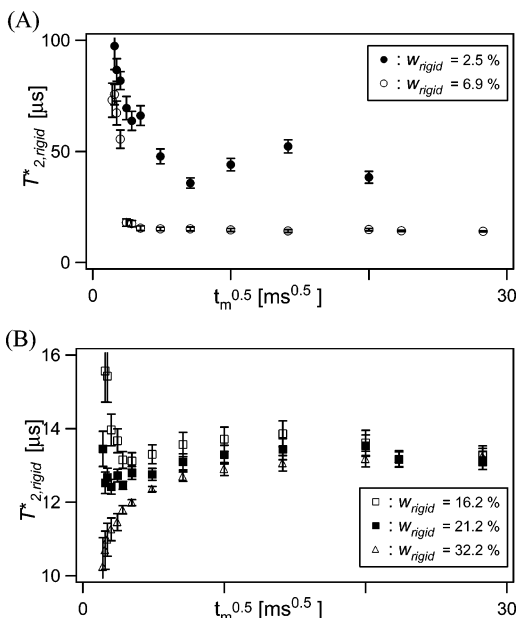 (A)
100
50
0
T*2,rigid [μs]
● : wrigid = 2.5 %
○ : wrigid = 6.9 %
0
30
tm0.5 [ms0.5]
(B)
16
14
12
10
T*2,rigid [μs]
□ : wrigid = 16.2 %
■ : wrigid = 21.2 %
△ : wrigid = 32.2 %
0
30
tm0.5 [ms0.5]